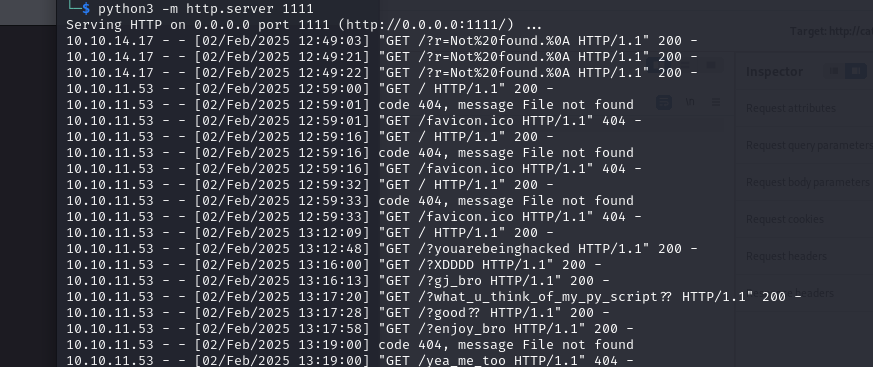 └─$ python3 -m http.server 1111
Serving HTTP on 0.0.0.0 port 1111 (http://0.0.0.0:1111/) ...
10.10.14.17 - - [02/Feb/2025 12:49:03] "GET /?r=Not%20found.%0A HTTP/1.1" 200 -
10.10.14.17 - - [02/Feb/2025 12:49:21] "GET /?r=Not%20found.%0A HTTP/1.1" 200 -
10.10.14.17 - - [02/Feb/2025 12:49:22] "GET /?r=Not%20found.%0A HTTP/1.1" 200 -
10.10.11.53 - - [02/Feb/2025 12:59:00] "GET / HTTP/1.1" 200 -
10.10.11.53 - - [02/Feb/2025 12:59:01] code 404, message File not found
10.10.11.53 - - [02/Feb/2025 12:59:01] "GET /favicon.ico HTTP/1.1" 404 -
10.10.11.53 - - [02/Feb/2025 12:59:16] "GET / HTTP/1.1" 200 -
10.10.11.53 - - [02/Feb/2025 12:59:16] code 404, message File not found
10.10.11.53 - - [02/Feb/2025 12:59:16] "GET /favicon.ico HTTP/1.1" 404 -
10.10.11.53 - - [02/Feb/2025 12:59:32] "GET / HTTP/1.1" 200 -
10.10.11.53 - - [02/Feb/2025 12:59:33] code 404, message File not found
10.10.11.53 - - [02/Feb/2025 12:59:33] "GET /favicon.ico HTTP/1.1" 404 -
10.10.11.53 - - [02/Feb/2025 13:12:09] "GET / HTTP/1.1" 200 -
10.10.11.53 - - [02/Feb/2025 13:12:48] "GET /?youarebeinghacked HTTP/1.1" 200 -
10.10.11.53 - - [02/Feb/2025 13:16:00] "GET /?XDDDD HTTP/1.1" 200 -
10.10.11.53 - - [02/Feb/2025 13:16:13] "GET /?gj_bro HTTP/1.1" 200 -
10.10.11.53 - - [02/Feb/2025 13:17:20] "GET /?what_u_think_of_my_py_script?? HTTP/1.1" 200 -
10.10.11.53 - - [02/Feb/2025 13:17:28] "GET /?good?? HTTP/1.1" 200 -
10.10.11.53 - - [02/Feb/2025 13:17:58] "GET /?enjoy_bro HTTP/1.1" 200 -
10.10.11.53 - - [02/Feb/2025 13:19:00] code 404, message File not found
10.10.11.53 - - [02/Feb/2025 13:19:00] "GET /yea_me_too HTTP/1.1" 404 -
Target: http://cat
Inspector
Request attributes
Request query parameters
Request body parameters
Request cookies
Request headers
headers